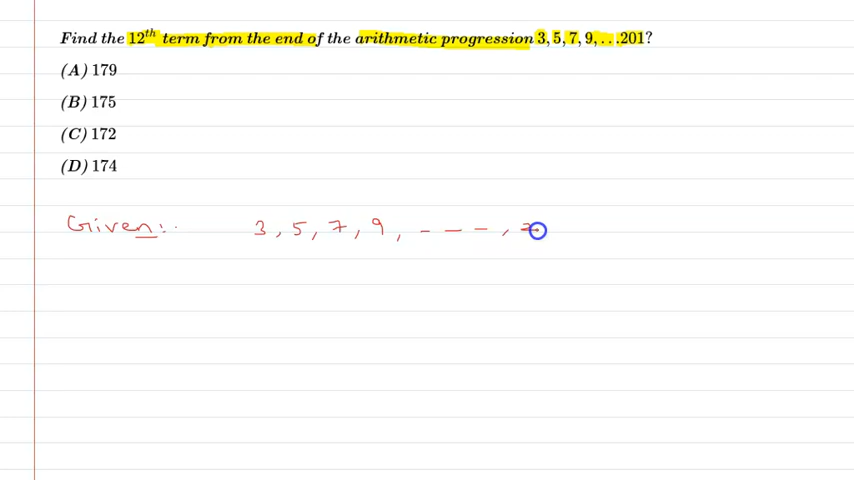 Find the 12th term from the end of the arithmetic progression 3, 5, 7, 9, ...201?
(A) 179
(B) 175
(C) 172
(D) 174
Given:. 3, 5, 7, 9, - - - ,